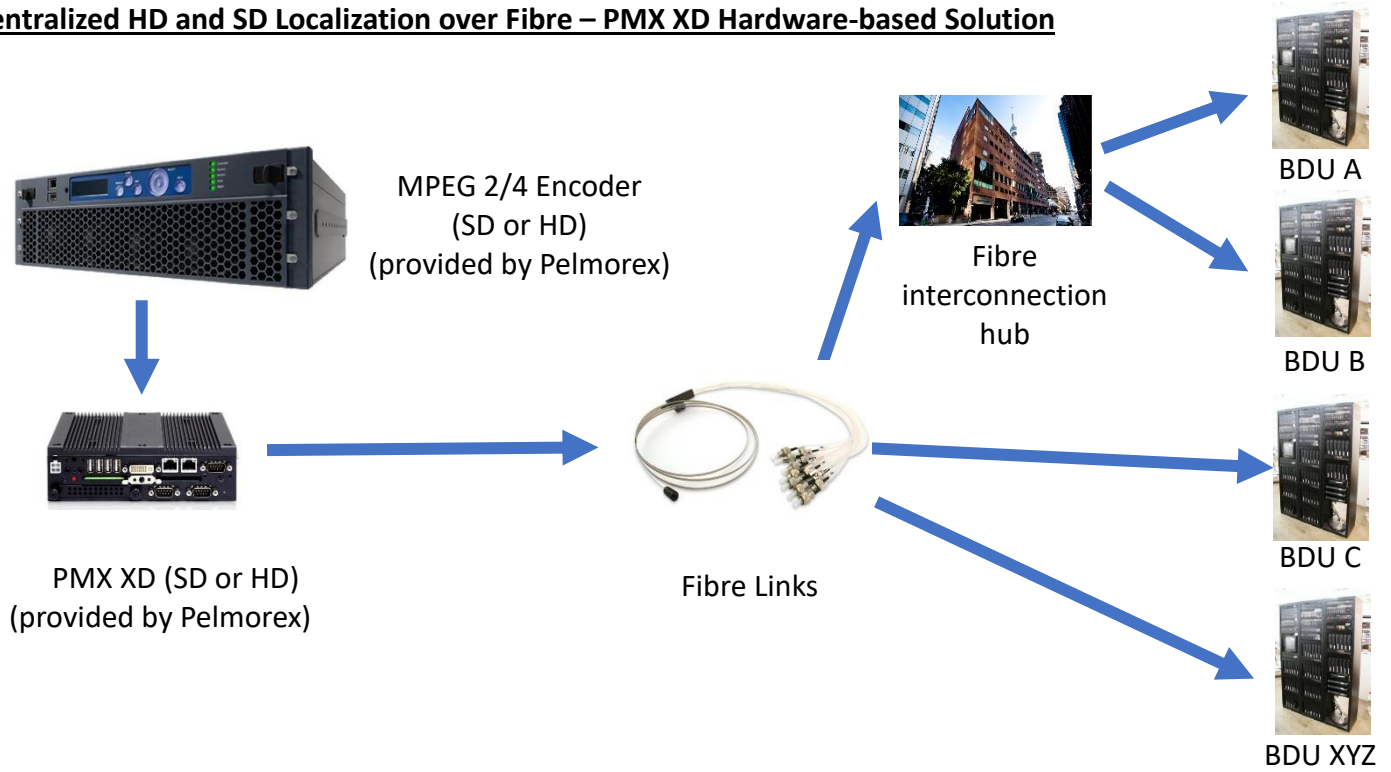 entralized HD and SD Localization over Fibre – PMX XD Hardware-based Solution
MPEG 2/4 Encoder
(SD or HD)
(provided by Pelmorex)
Fibre
interconnection
hub
BDU A
BDU B
PMX XD (SD or HD)
(provided by Pelmorex)
Fibre Links
BDU C
BDU XYZ